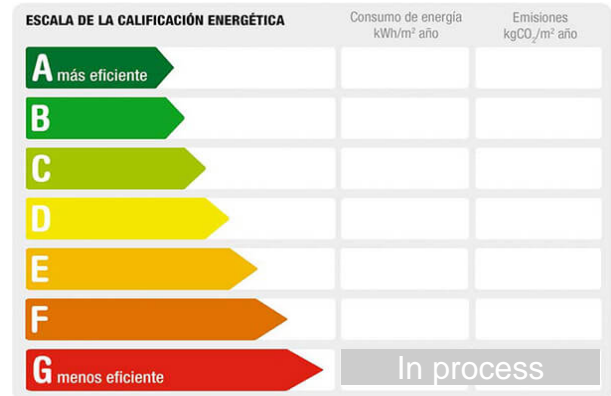 ESCALA DE LA CALIFICACIÓN ENERGÉTICA
Consumo de energía
kWh/m² año
Emisiones
kgCO₂/m² año
A más eficiente
B
C
D
E
F
G menos eficiente
In process